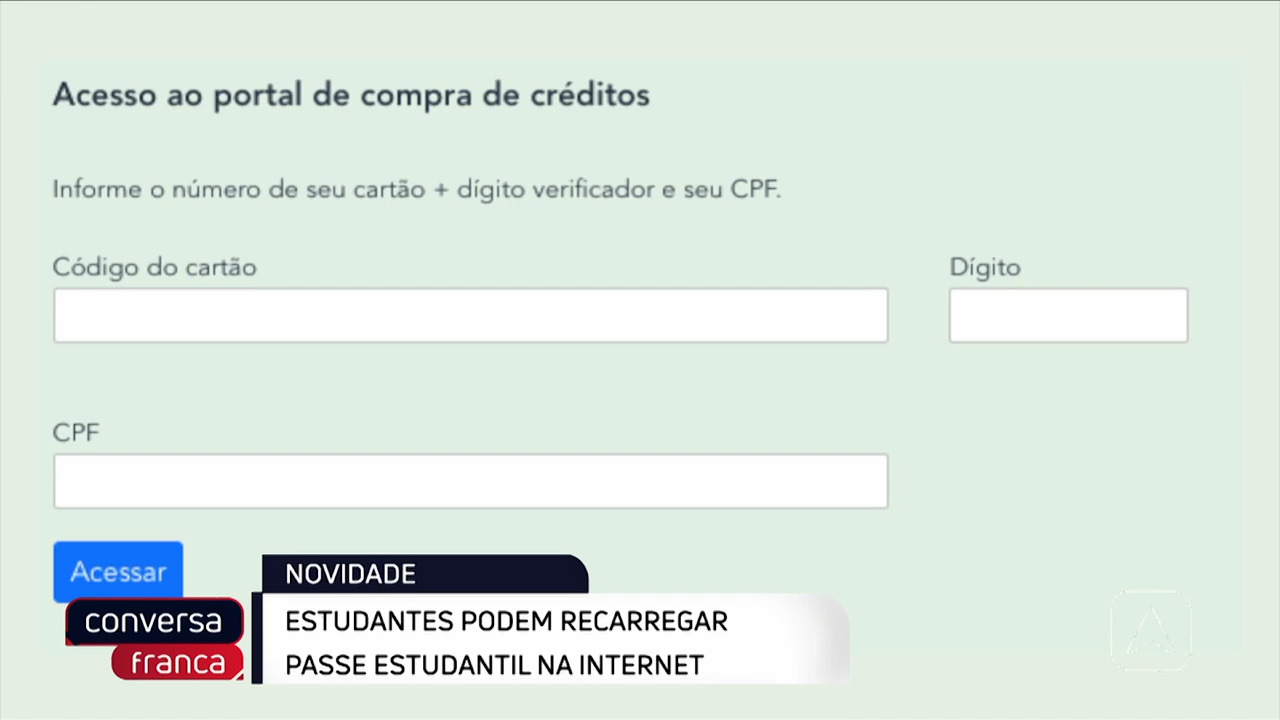 Acesso ao portal de compra de créditos
Informe o número de seu cartão + dígito verificador e seu CPF.
Código do cartão
Dígito
CPF
Acessar
NOVIDADE
conversa
franca
ESTUDANTES PODEM RECARREGAR
PASSE ESTUDANTIL NA INTERNET